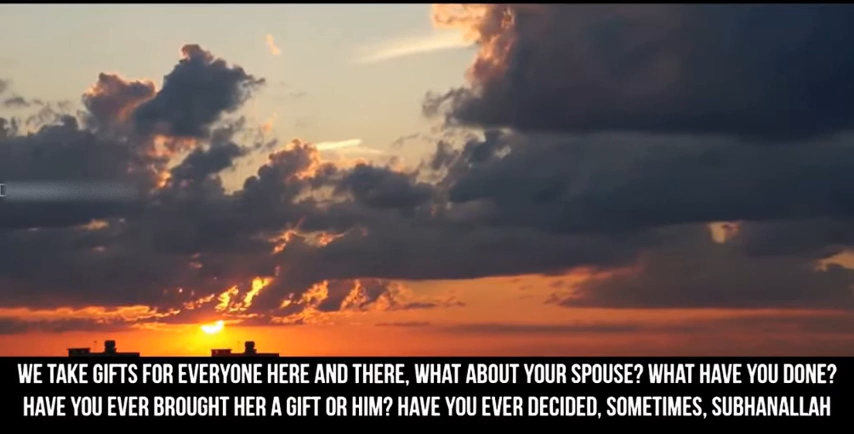 WE TAKE GIFTS FOR EVERYONE HERE AND THERE, WHAT ABOUT YOUR SPOUSE? WHAT HAVE YOU DONE?
HAVE YOU EVER BROUGHT HER A GIFT OR HIM? HAVE YOU EVER DECIDED, SOMETIMES, SUBHANALLAH